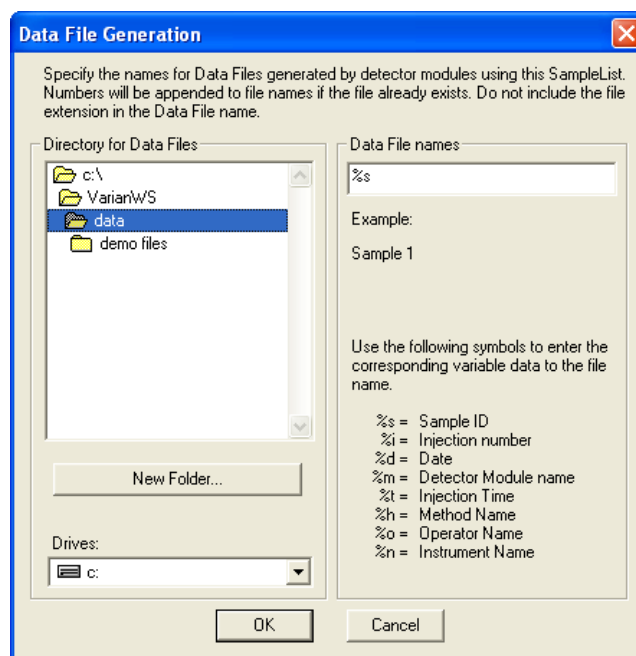 Data File Generation
Specify the names for Data Files generated by detector modules using this SampleList.
Numbers will be appended to file names if the file already exists. Do not include the file
extension in the Data File name.
Directory for Data Files
c:\
VarianWS
data
demo files
New Folder...
Drives:
c:
Data File names
%s
Example:
Sample 1
Use the following symbols to enter the
corresponding variable data to the file
name.
%s = Sample ID
%i = Injection number
%d = Date
%m = Detector Module name
%t = Injection Time
%h = Method Name
%o = Operator Name
%n = Instrument Name
OK
Cancel